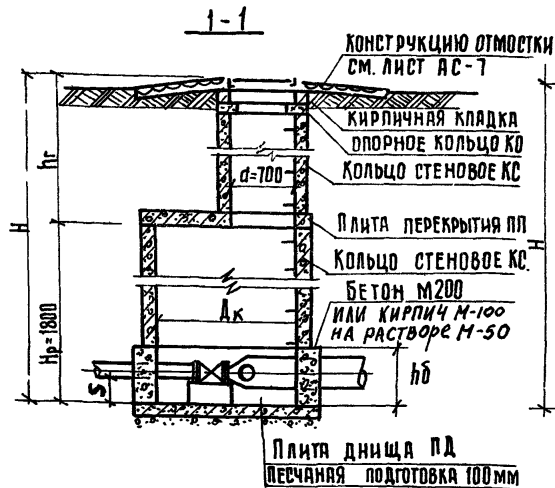 1-1
КОНСТРУКЦИЮ ОТМОСТКИ
СМ. ЛИСТ АС-7
КИРПИЧНАЯ КЛАДКА
ОПОРНОЕ КОЛЬЦО КО
КОЛЬЦО СТЕНОВОЕ КС
d=700
ПЛИТА ПЕРЕКРЫТИЯ ПП
КОЛЬЦО СТЕНОВОЕ КС.
БЕТОН М200
ИЛИ КИРПИЧ М-100
НА РАСТВОРЕ М-50
Дк
hг
H
Hр=1800
S
hб
H
ПЛИТА ДНИЩА ПД
ПЕСЧАНАЯ ПОДГОТОВКА 100ММ